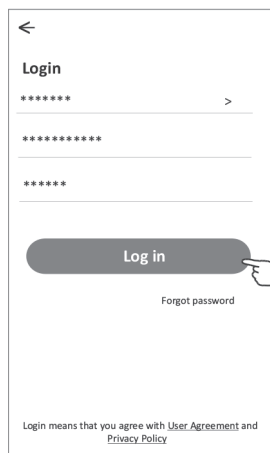 Login
******* >
***********
******
Log in
Forgot password
Login means that you agree with User Agreement and
Privacy Policy